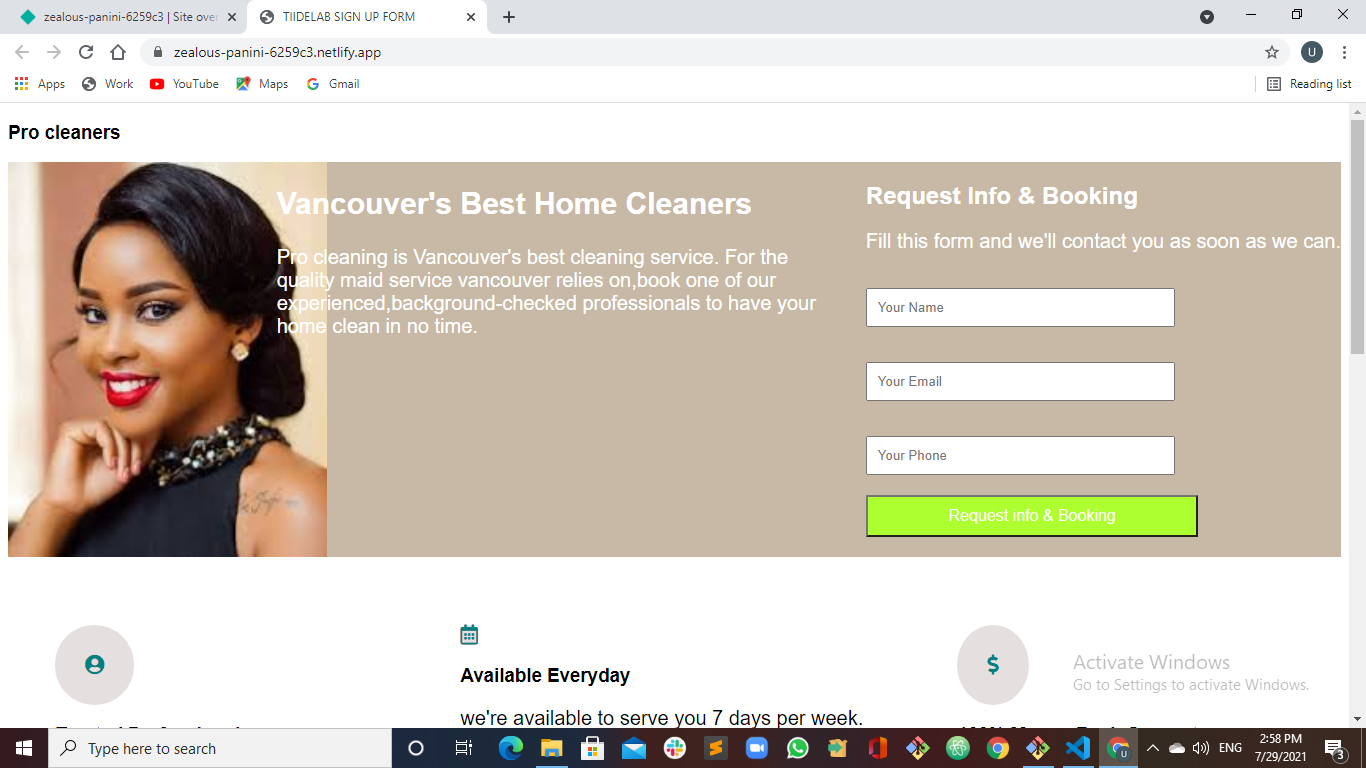 zealous-panini-6259c3 | Site over
TIIDELAB SIGN UP FORM
zealous-panini-6259c3.netlify.app
U
Apps
Work
YouTube
Maps
Gmail
Reading list
Pro cleaners
Vancouver's Best Home Cleaners
Pro cleaning is Vancouver's best cleaning service. For the
quality maid service vancouver relies on,book one of our
experienced,background-checked professionals to have your
home clean in no time.
Request Info & Booking
Fill this form and we'll contact you as soon as we can.
Your Name
Your Email
Your Phone
Request info & Booking
Available Everyday
we're available to serve you 7 days per week.
$
Activate Windows
Go to Settings to activate Windows.
Type here to search
U
ENG
2:58 PM
7/29/2021
3